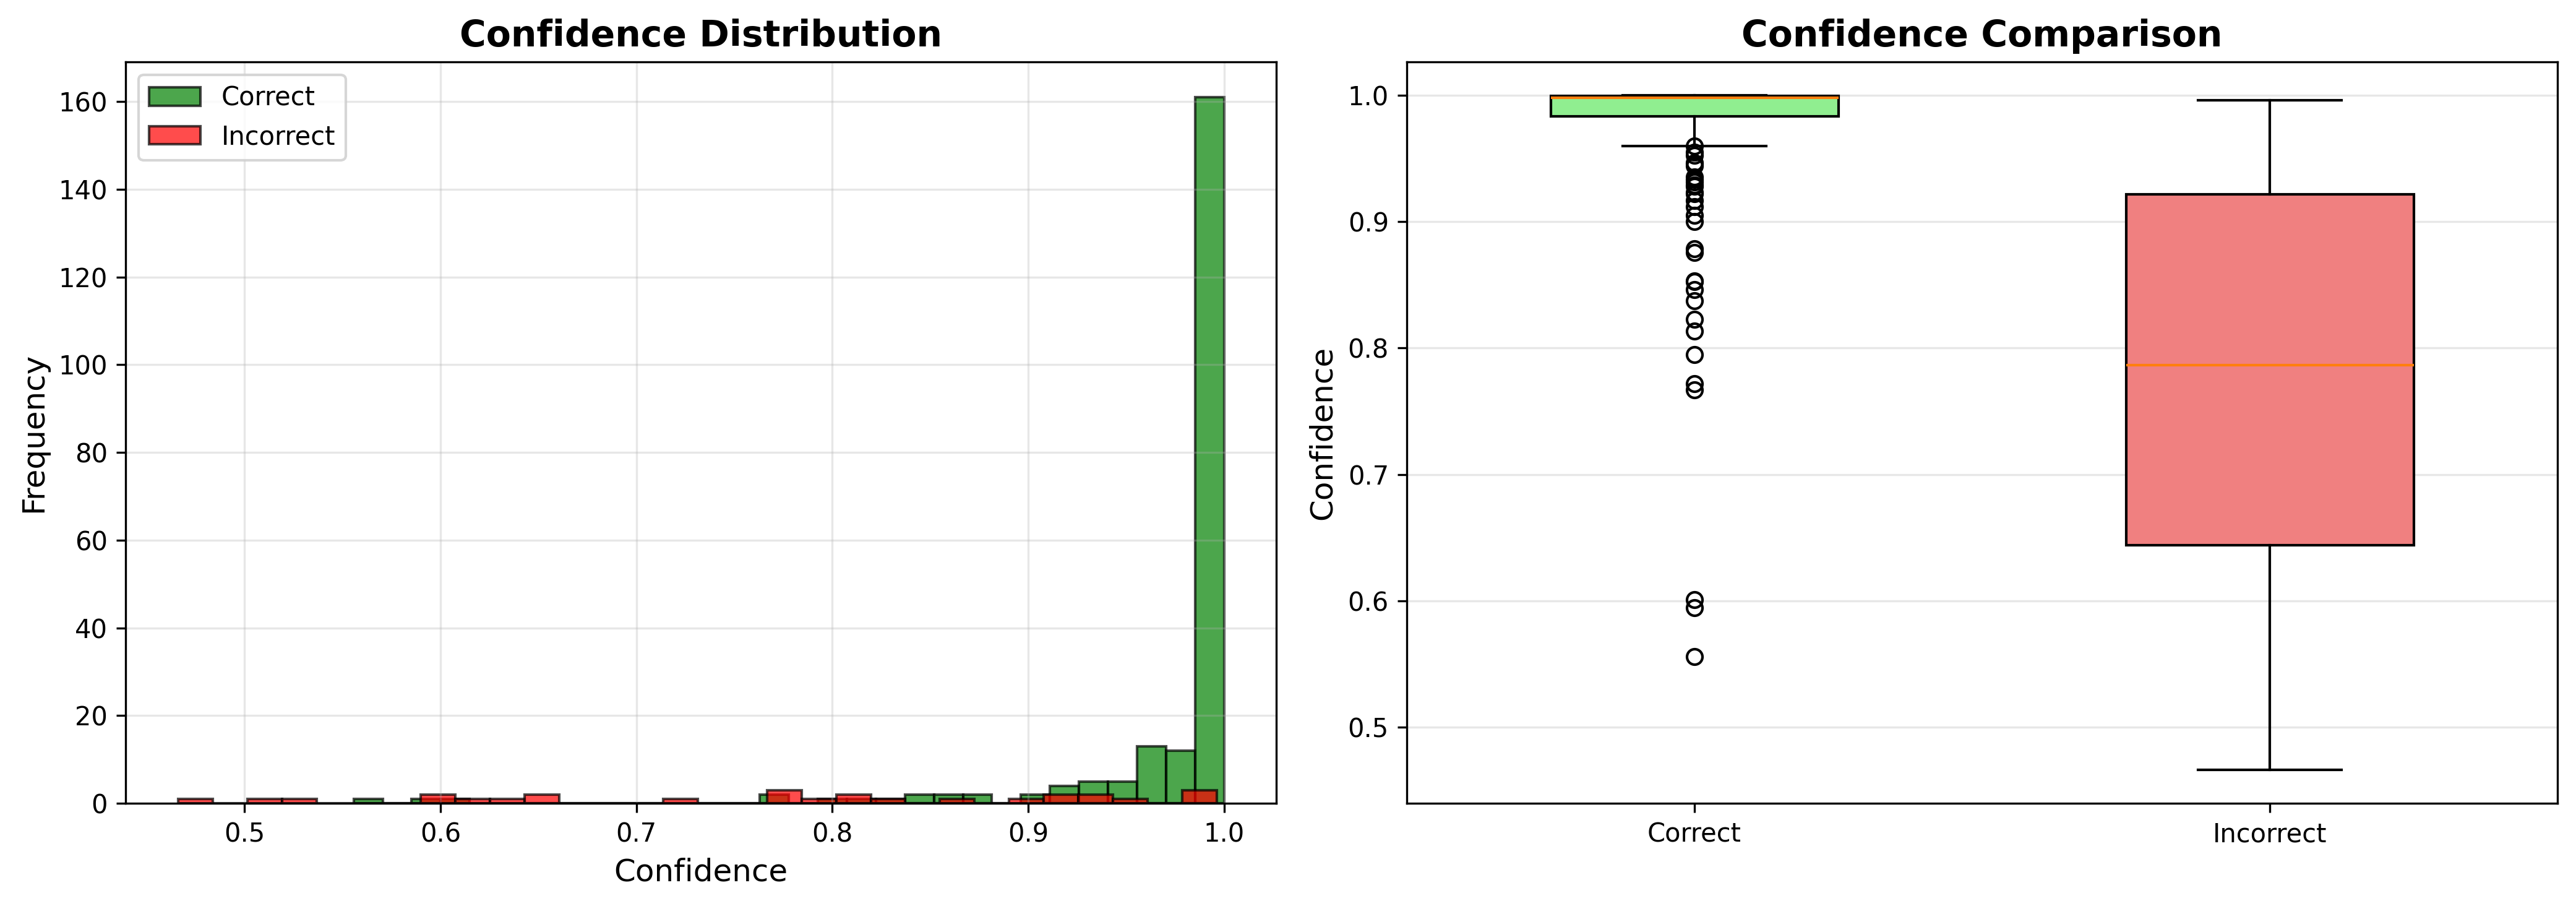 Confidence Distribution
Correct
Incorrect
160
140
120
100
80
60
40
20
0
Frequency
0.5 0.6 0.7 0.8 0.9 1.0
Confidence
Confidence Comparison
1.0
0.9
0.8
0.7
0.6
0.5
Confidence
Correct Incorrect